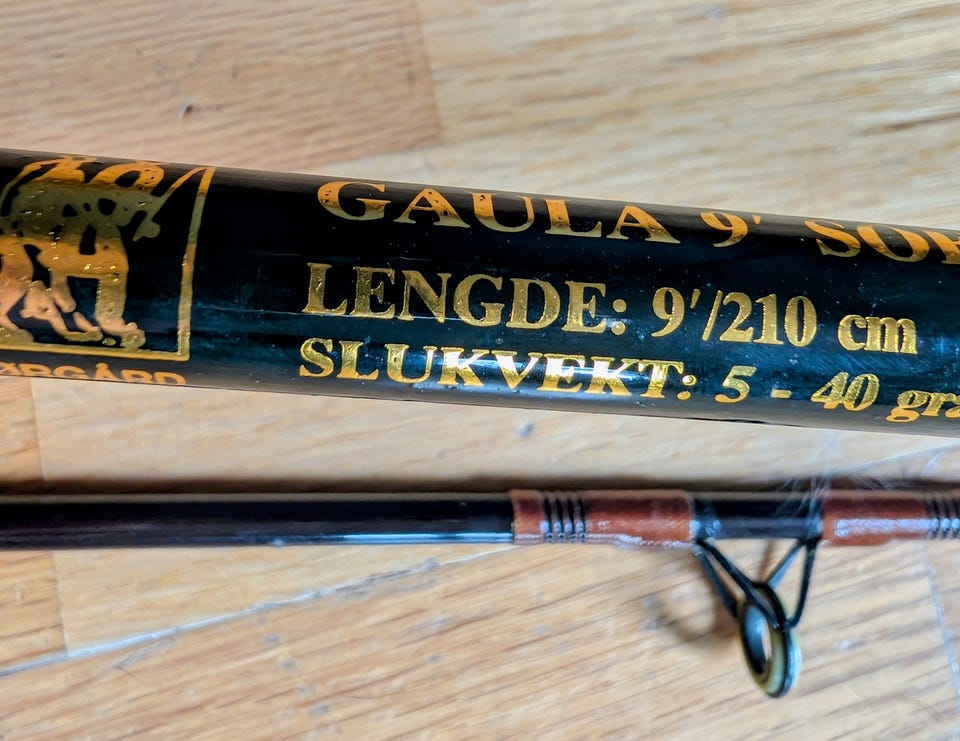 GAULA 9'
LENGDE: 9'/210 cm
SLUKVEKT: 5 - 40